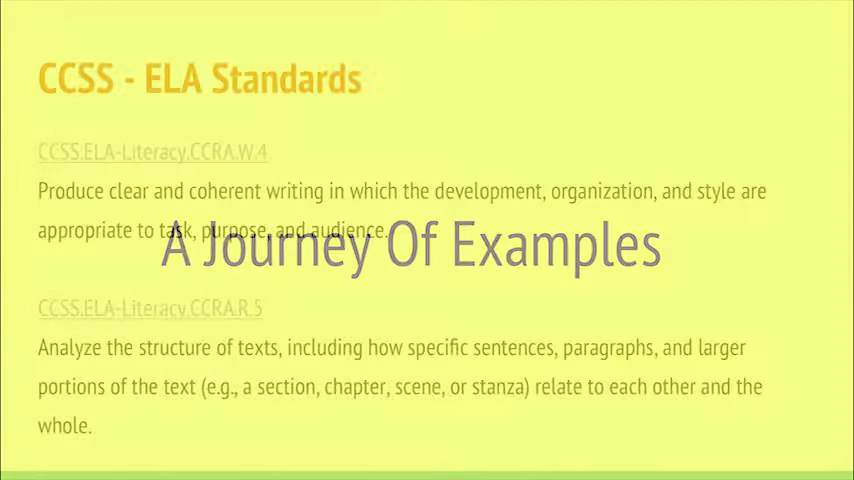 CCSS - ELA Standards
CCSS.ELA-Literacy.CCRA.W.4
Produce clear and coherent writing in which the development, organization, and style are
appropriate to task, purpose, and audience.
A Journey Of Examples
CCSS.ELA-Literacy.CCRA.R.5
Analyze the structure of texts, including how specific sentences, paragraphs, and larger
portions of the text (e.g., a section, chapter, scene, or stanza) relate to each other and the
whole.